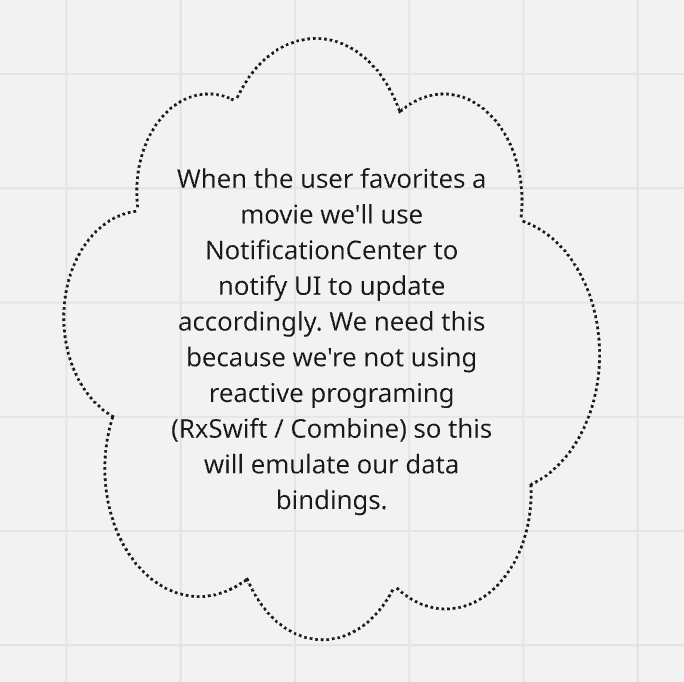 When the user favorites a
movie we'll use
NotificationCenter to
notify UI to update
accordingly. We need this
because we're not using
reactive programing
(RxSwift / Combine) so this
will emulate our data
bindings.